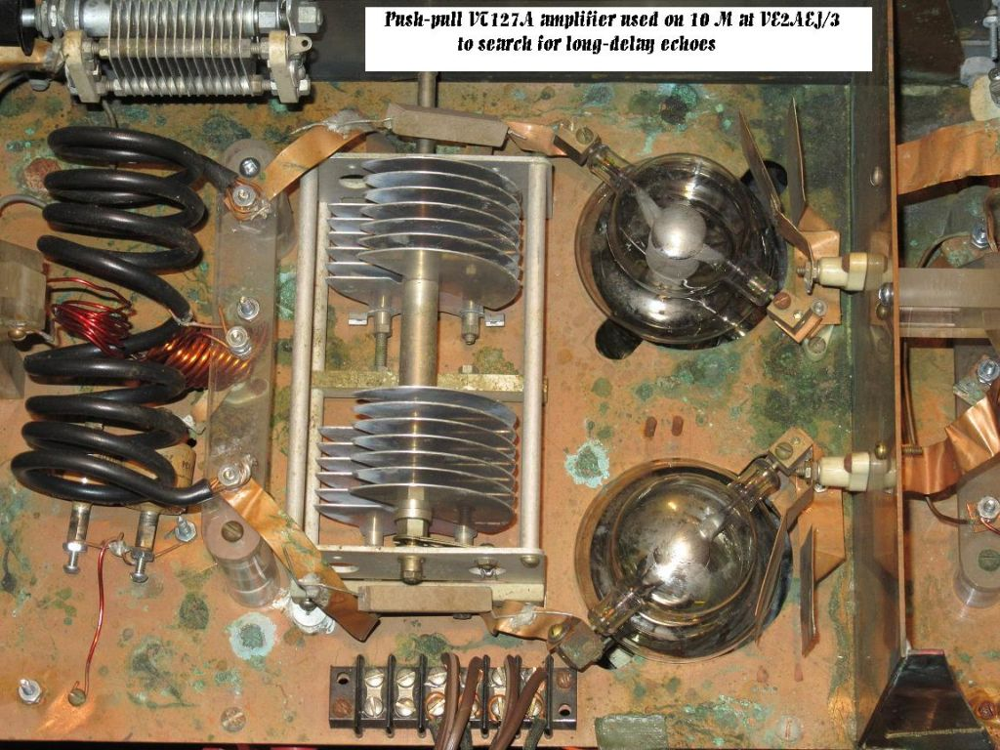 Push-pull VT127A amplifier used on 10 M at VE2AEJ/3
to search for long-delay echoes